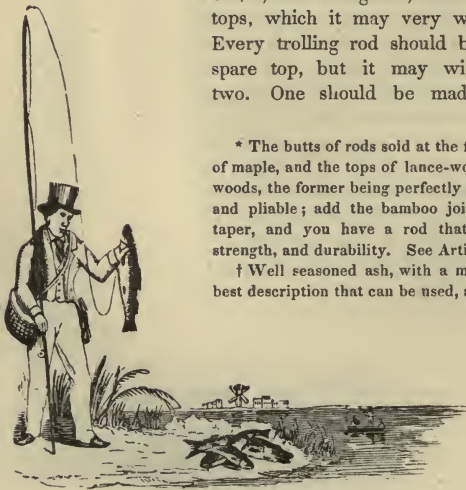 tops, which it may very w
Every trolling rod should b
spare top, but it may wi
two. One should be mad
* The butts of rods sold at the f
of maple, and the tops of lance-wo
woods, the former being perfectly
and pliable; add the bamboo joi
taper, and you have a rod that
strength, and durability. See Arti
† Well seasoned ash, with a m
best description that can be used, a